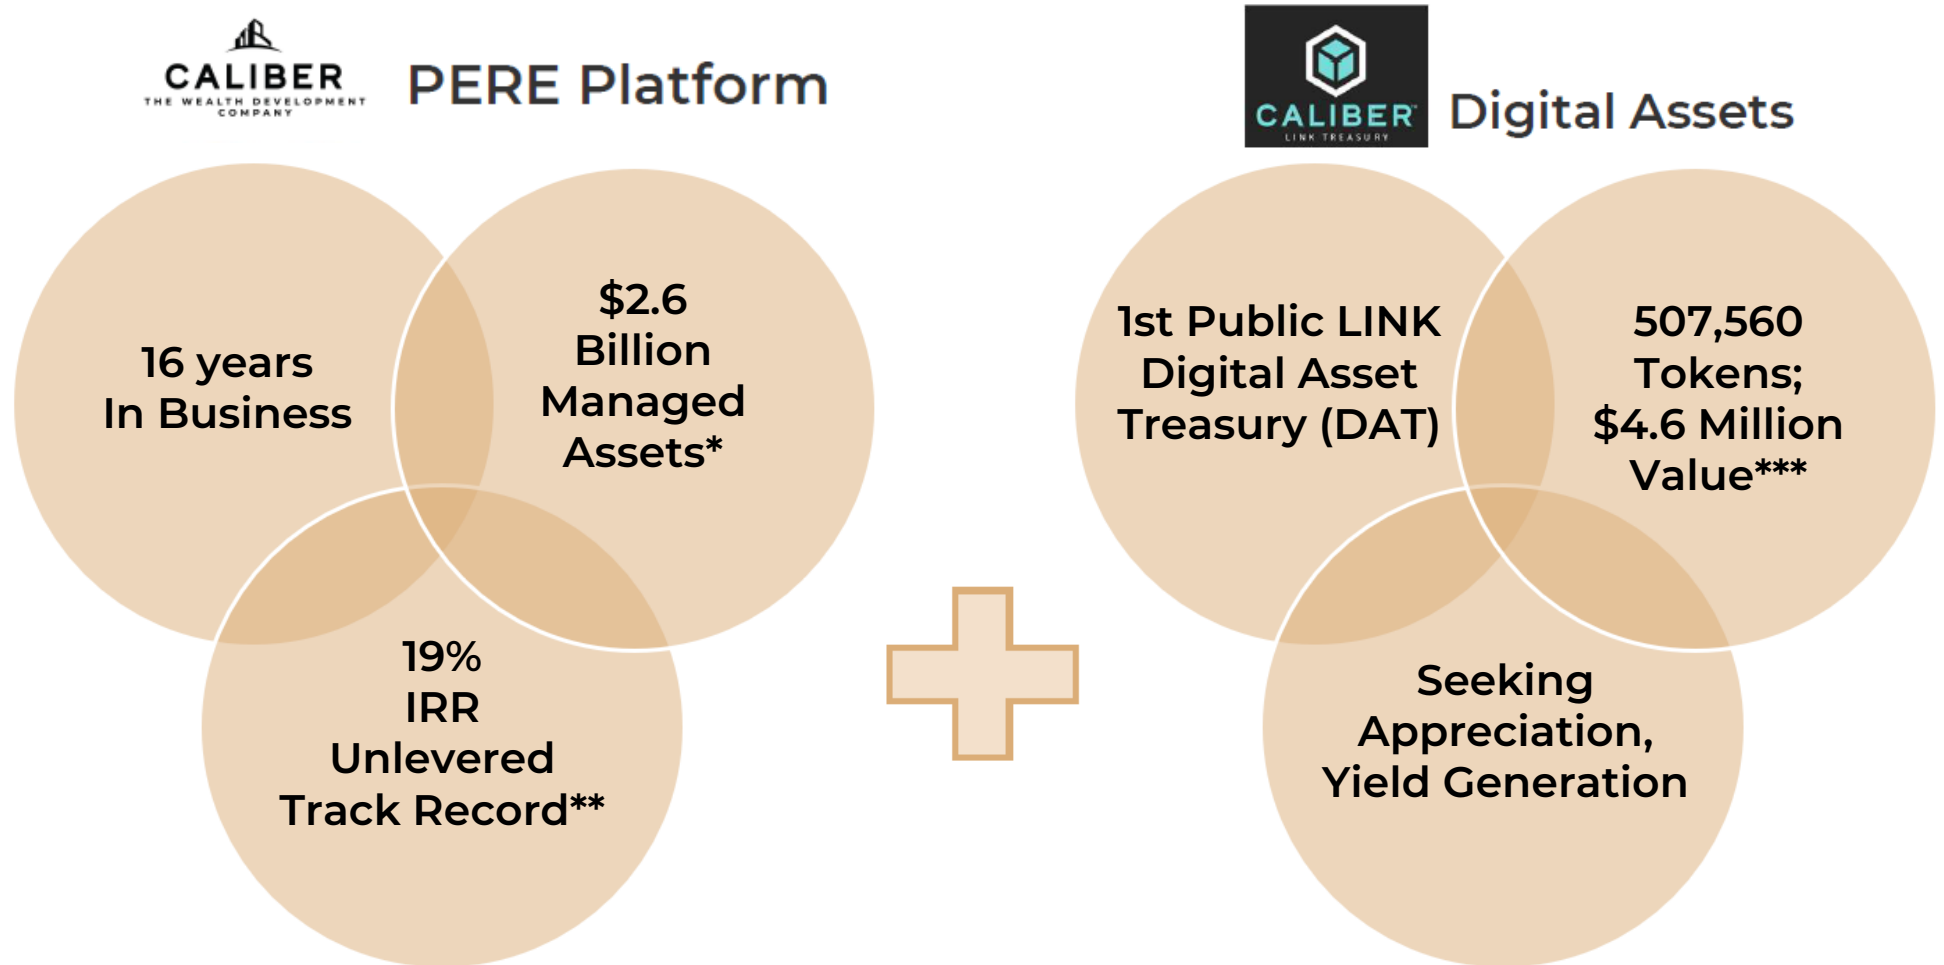 CALIBER
THE WEALTH DEVELOPMENT
COMPANY
PERE Platform
16 years
In Business
$2.6
Billion
Managed
Assets*
19%
IRR
Unlevered
Track Record**
CALIBER™
LINK TREASURY
Digital Assets
1st Public LINK
Digital Asset
Treasury (DAT)
507,560
Tokens;
$4.6 Million
Value***
Seeking
Appreciation,
Yield Generation